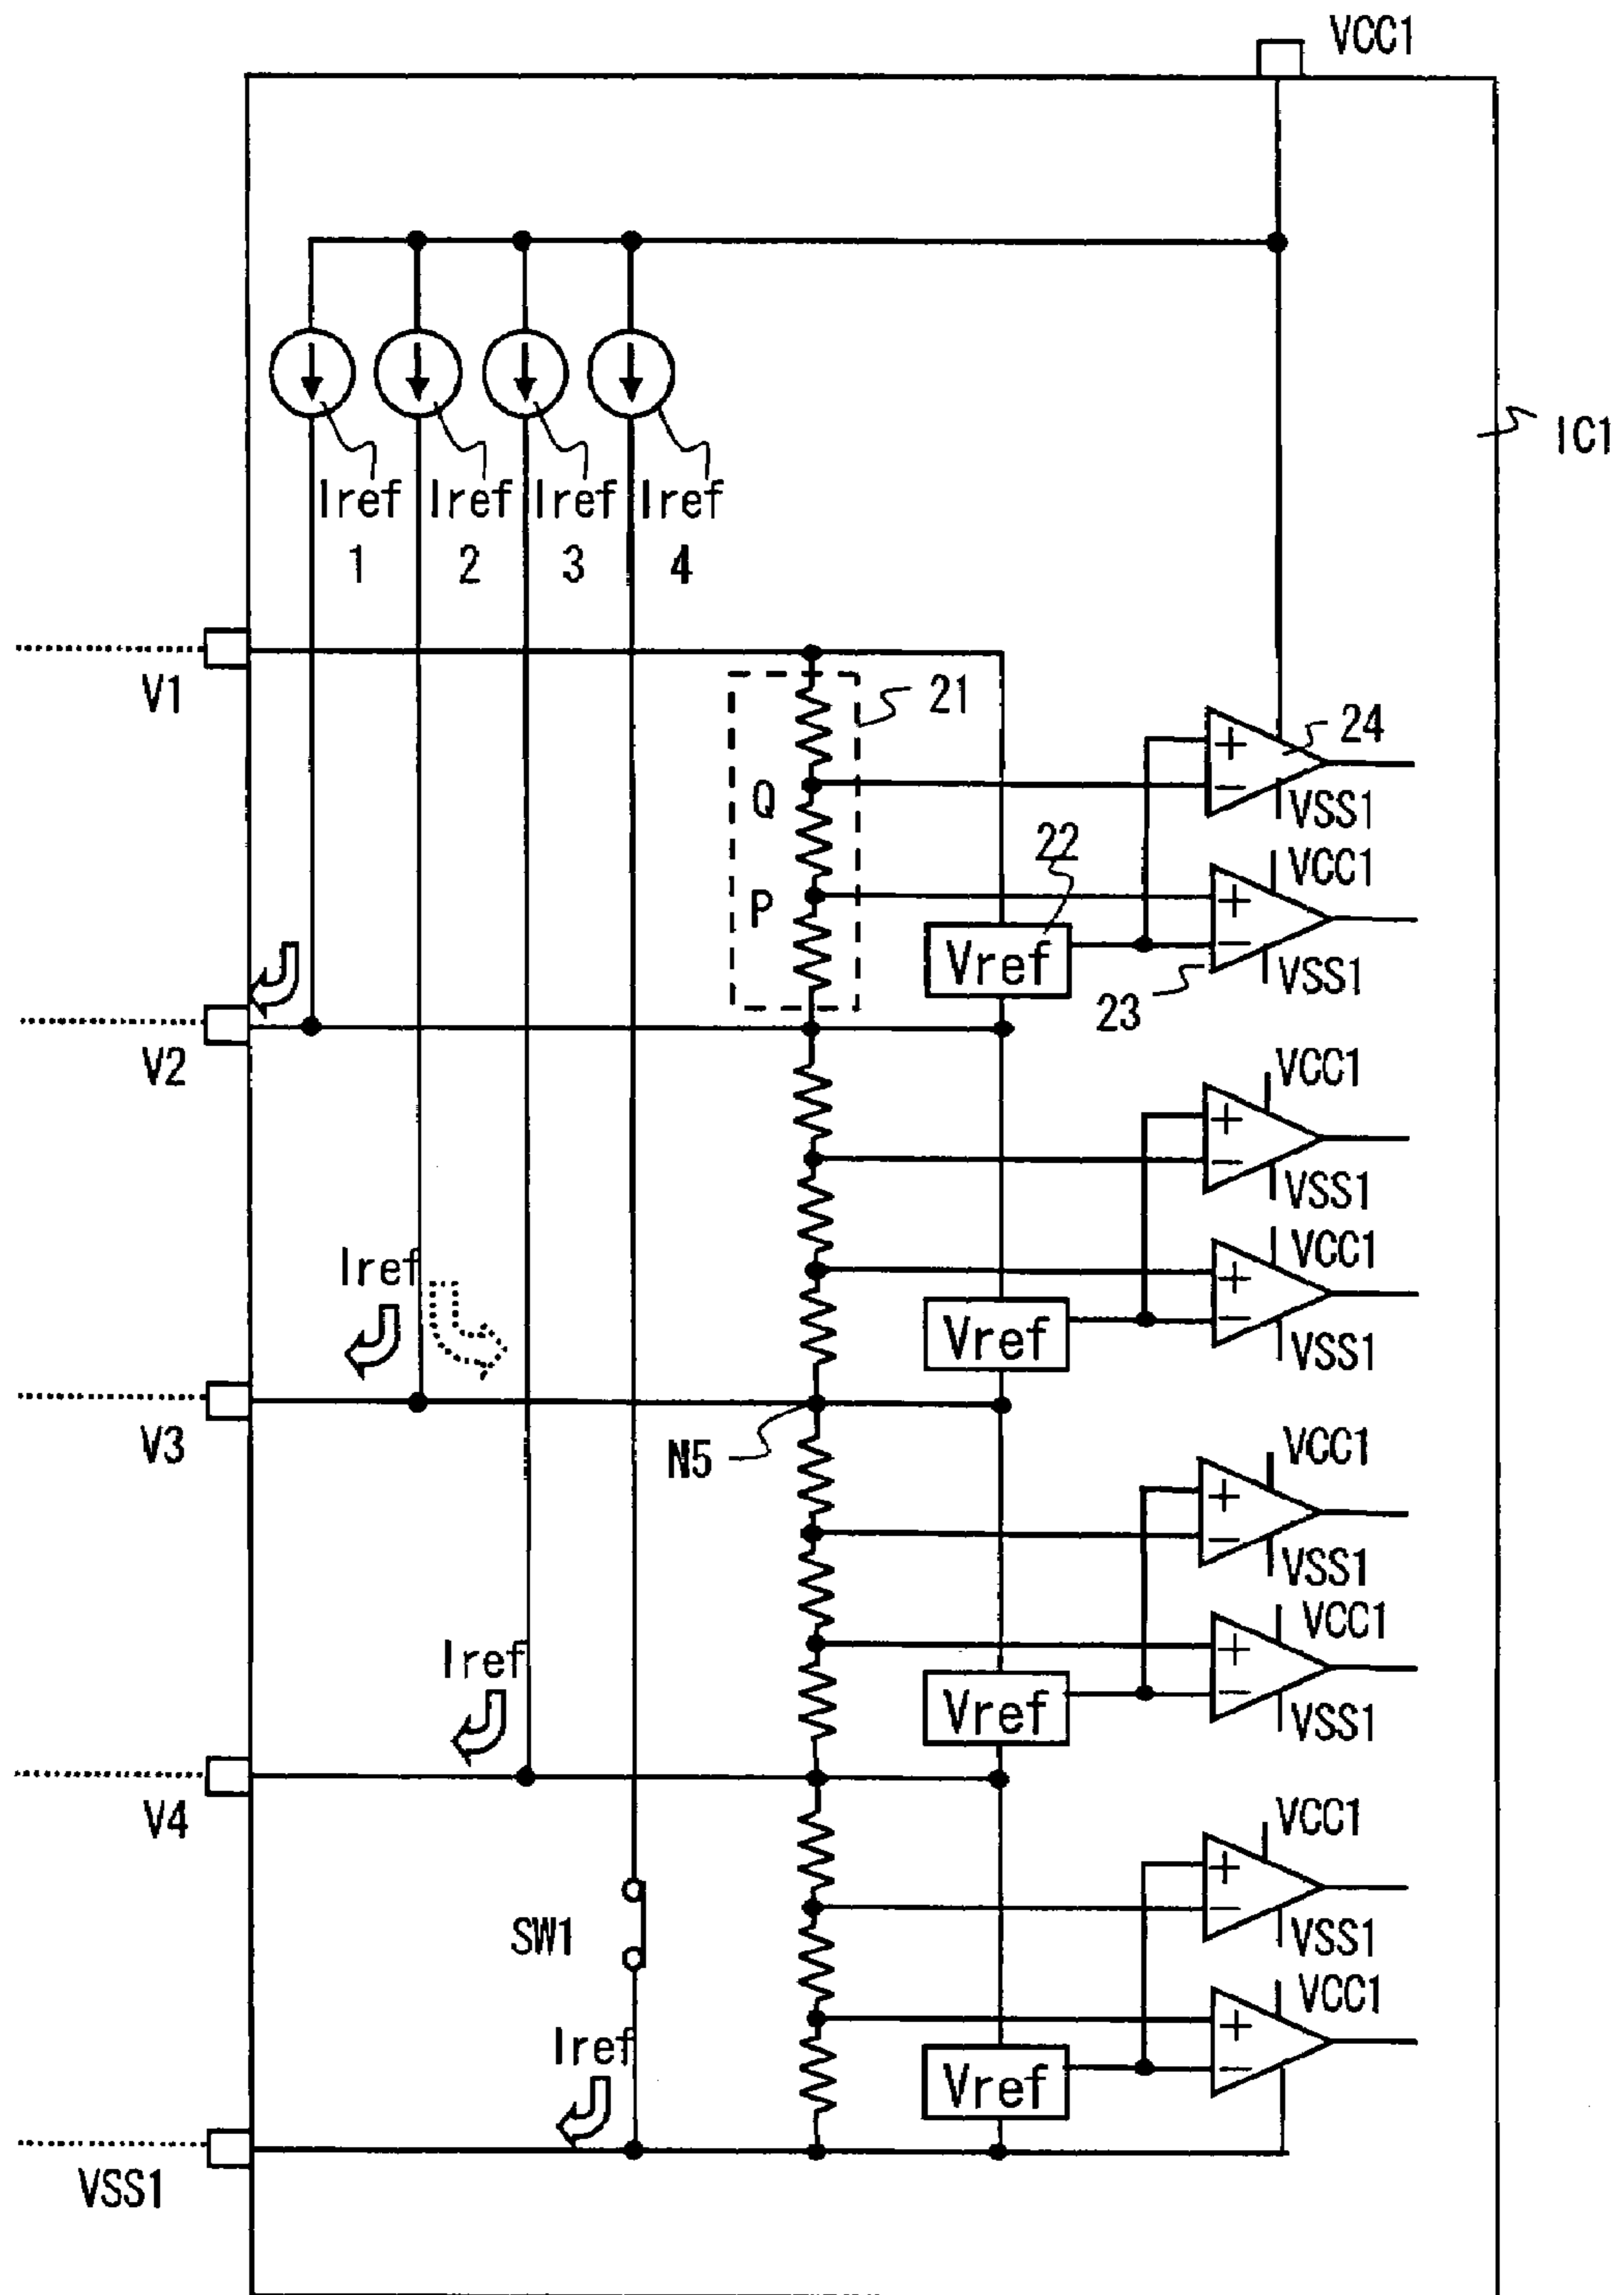 VCC1
IC1
Iref 1
Iref 2
Iref 3
Iref 4
V1
21
Q
P
24
VSS1
22
VCC1
Vref
23
VSS1
V2
VCC1
VSS1
Iref
VCC1
Vref
VSS1
V3
N5
VCC1
VSS1
Iref
VCC1
Vref
VSS1
V4
VCC1
SW1
VSS1
VCC1
Iref
Vref
VSS1